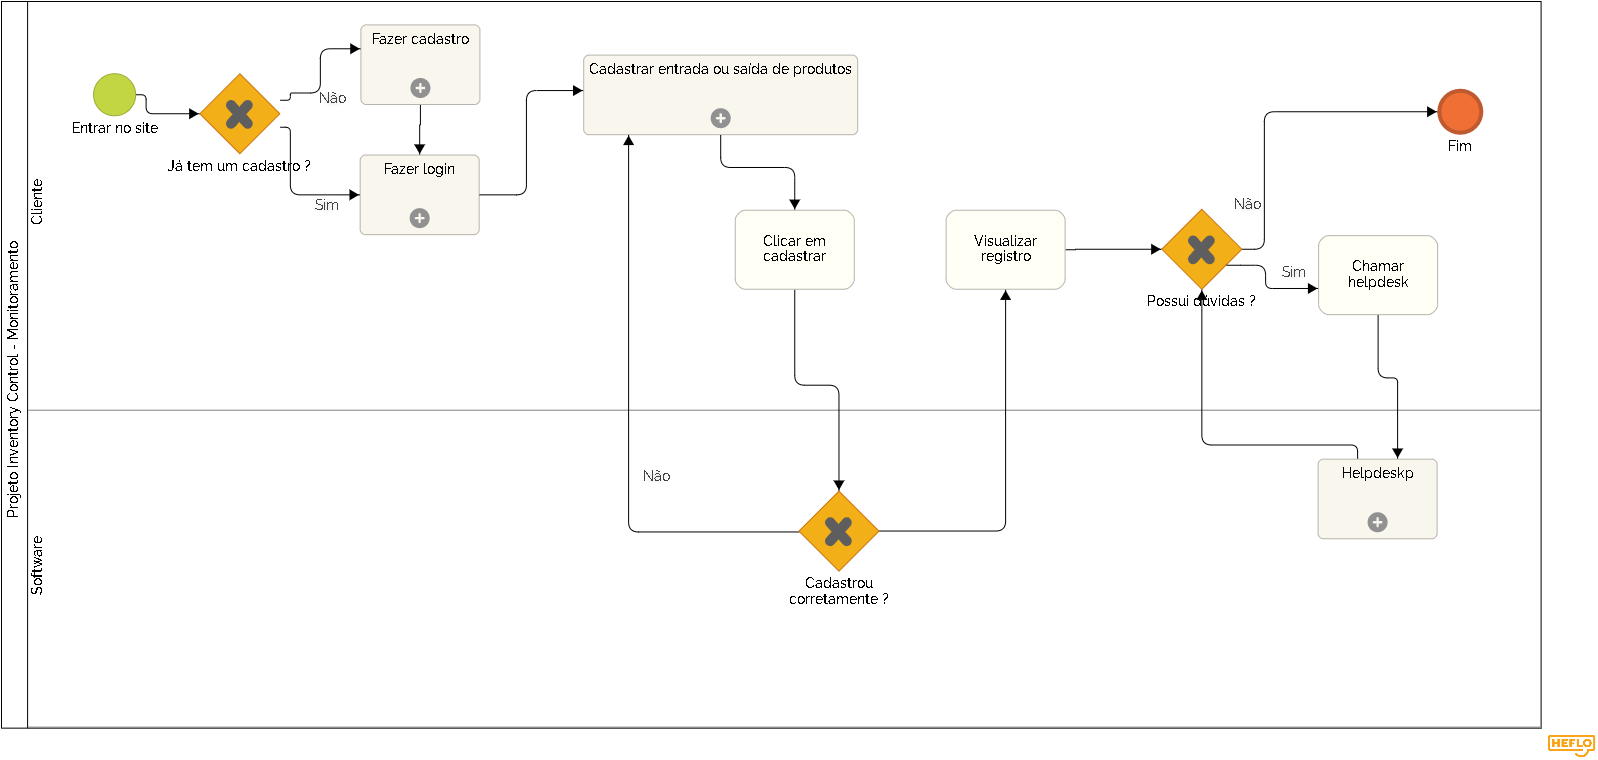 Projeto Inventory Control - Monitoramento
Cliente
Entrar no site
Já tem um cadastro ?
Não
Sim
Fazer cadastro
Fazer login
Cadastrar entrada ou saída de produtos
Clicar em
cadastrar
Visualizar
registro
Possui dúvidas ?
Não
Sim
Fim
Chamar
helpdesk
Software
Não
Cadastrou
corretamente ?
Helpdeskp
HEFLO